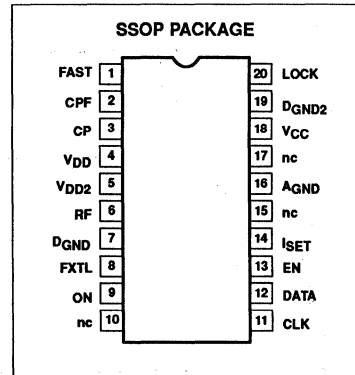 SSOP PACKAGE
FAST 1 20 LOCK
CPF 2 19 DGND2
CP 3 18 VCC
VDD 4 17 nc
VDD2 5 16 AGND
RF 6 15 nc
DGND 7 14 ISET
FXTL 8 13 EN
ON 9 12 DATA
nc 10 11 CLK